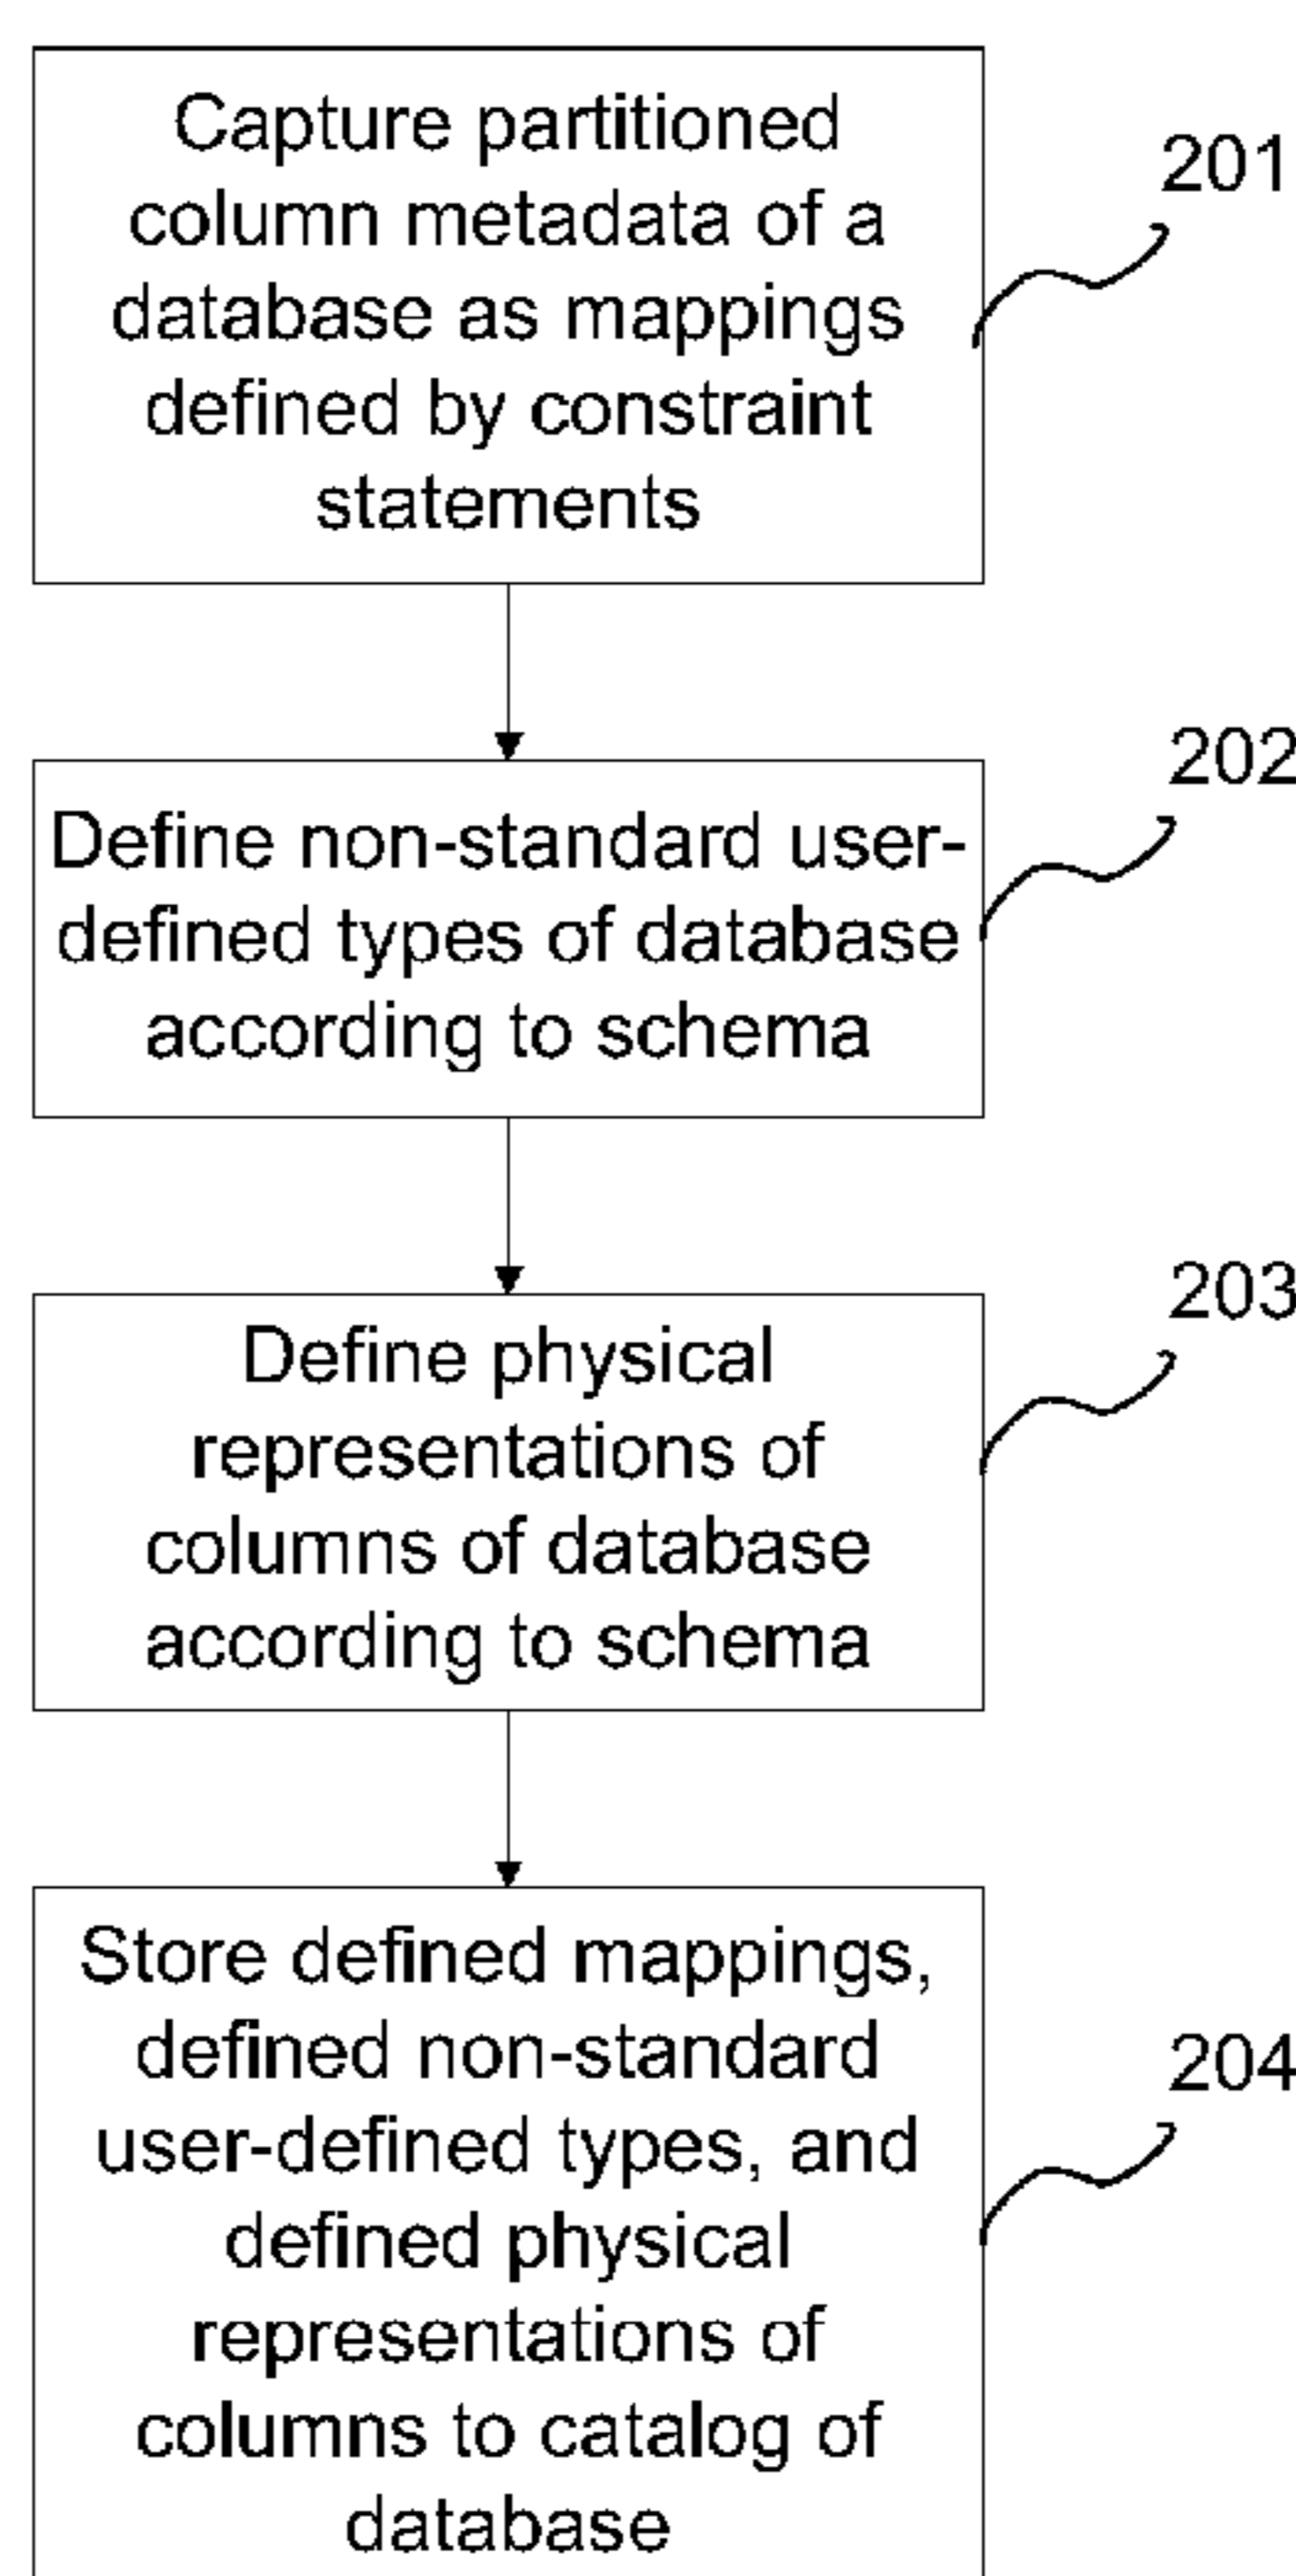 Capture partitioned
column metadata of a
database as mappings
defined by constraint
statements
201
Define non-standard user-
defined types of database
according to schema
202
Define physical
representations of
columns of database
according to schema
203
Store defined mappings,
defined non-standard
user-defined types, and
defined physical
representations of
columns to catalog of
database
204